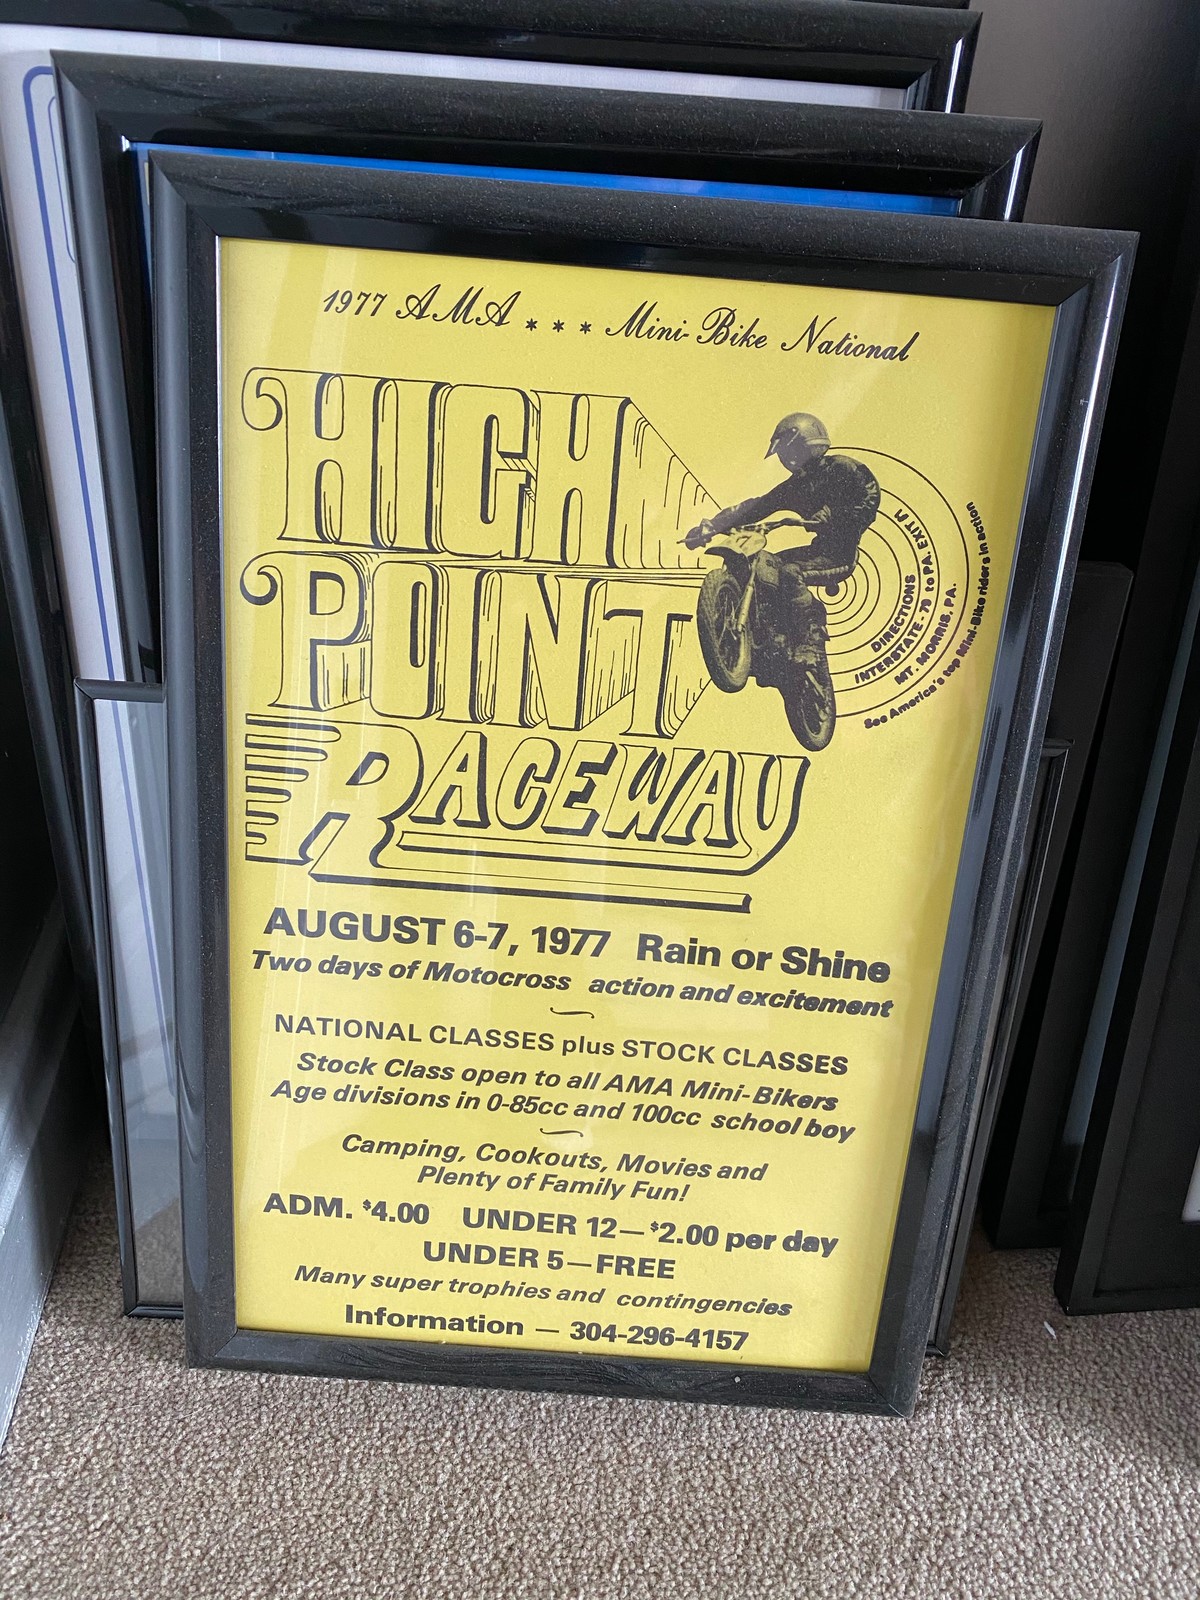 1977 AMA * * * Mini-Bike National
HIGH
POINT
RACEWAY
DIRECTIONS
INTERSTATE - 79 to PA. EXIT #1
MT. MORRIS, PA.
See America's top Mini-Bike riders in action
AUGUST 6-7, 1977 Rain or Shine
Two days of Motocross action and excitement
NATIONAL CLASSES plus STOCK CLASSES
Stock Class open to all AMA Mini-Bikers
Age divisions in 0-85cc and 100cc school boy
Camping, Cookouts, Movies and
Plenty of Family Fun!
ADM. $4.00 UNDER 12—$2.00 per day
UNDER 5—FREE
Many super trophies and contingencies
Information — 304-296-4157